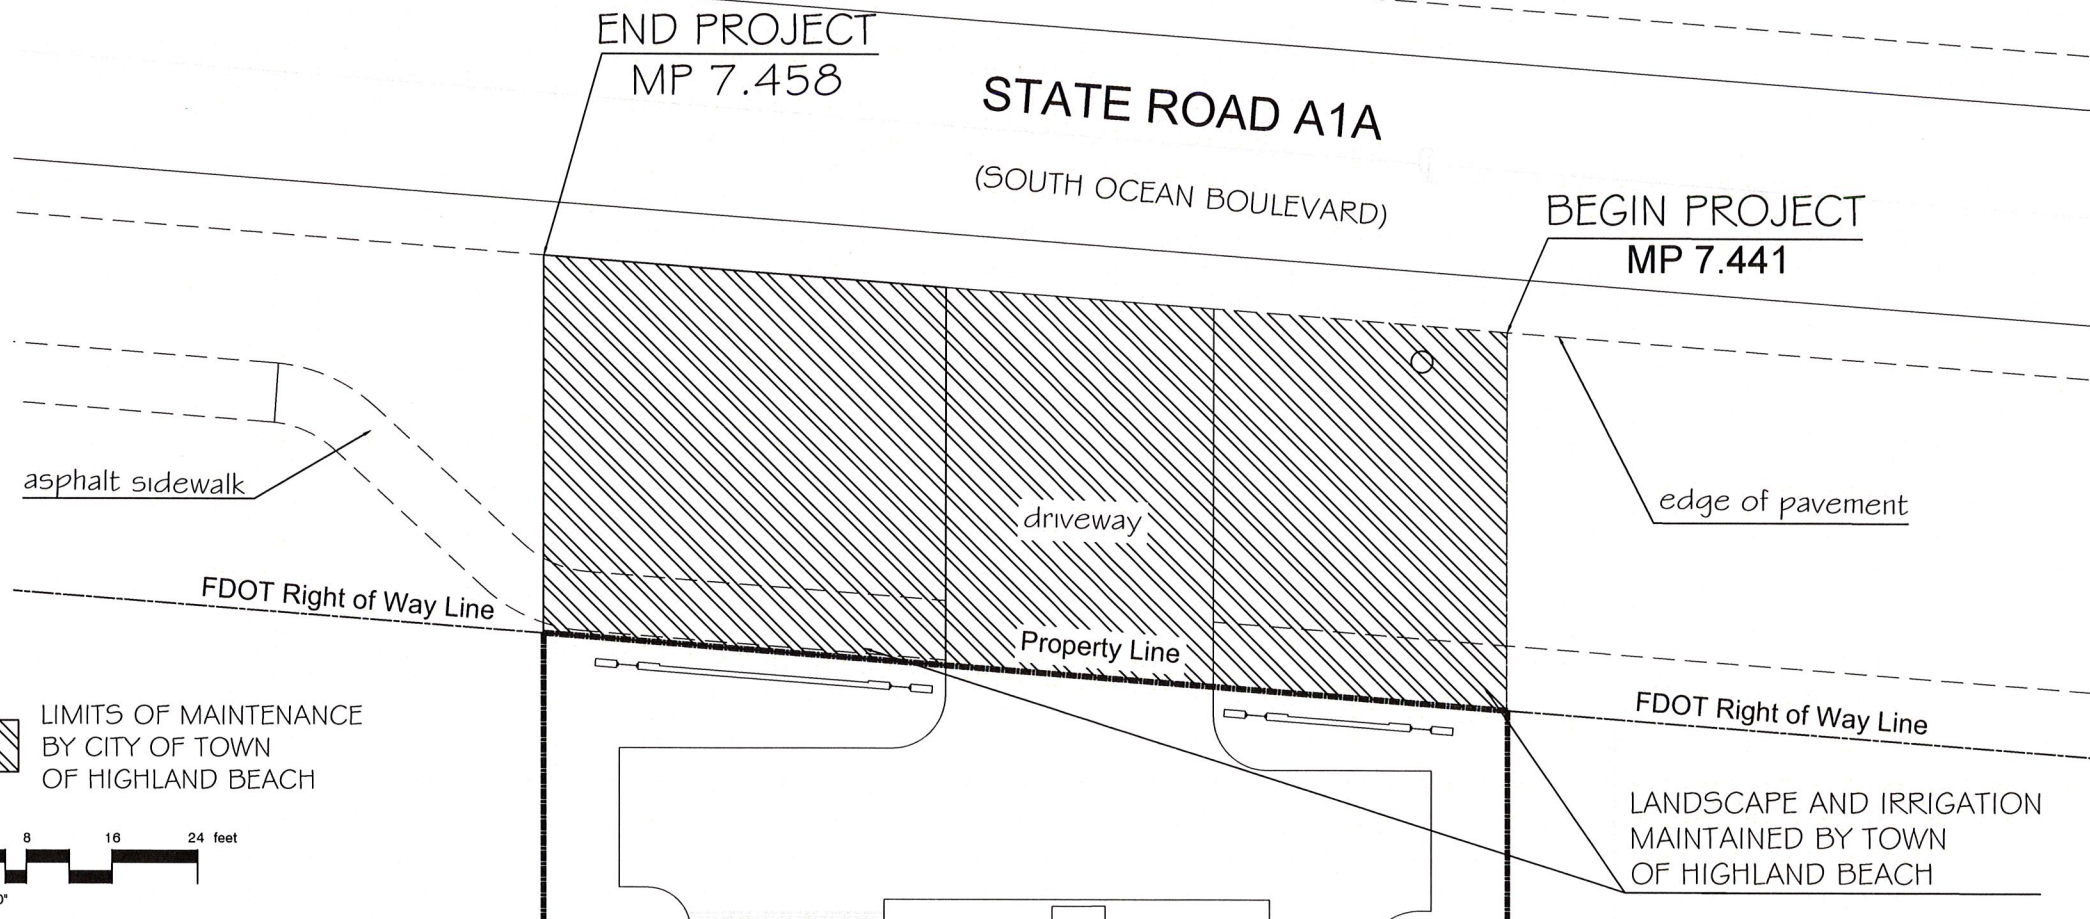 END PROJECT
MP 7.458
STATE ROAD A1A
(SOUTH OCEAN BOULEVARD)
BEGIN PROJECT
MP 7.441
asphalt sidewalk
edge of pavement
driveway
FDOT Right of Way Line
Property Line
FDOT Right of Way Line
LIMITS OF MAINTENANCE
BY CITY OF TOWN
OF HIGHLAND BEACH
LANDSCAPE AND IRRIGATION
MAINTAINED BY TOWN
OF HIGHLAND BEACH
8 16 24 feet